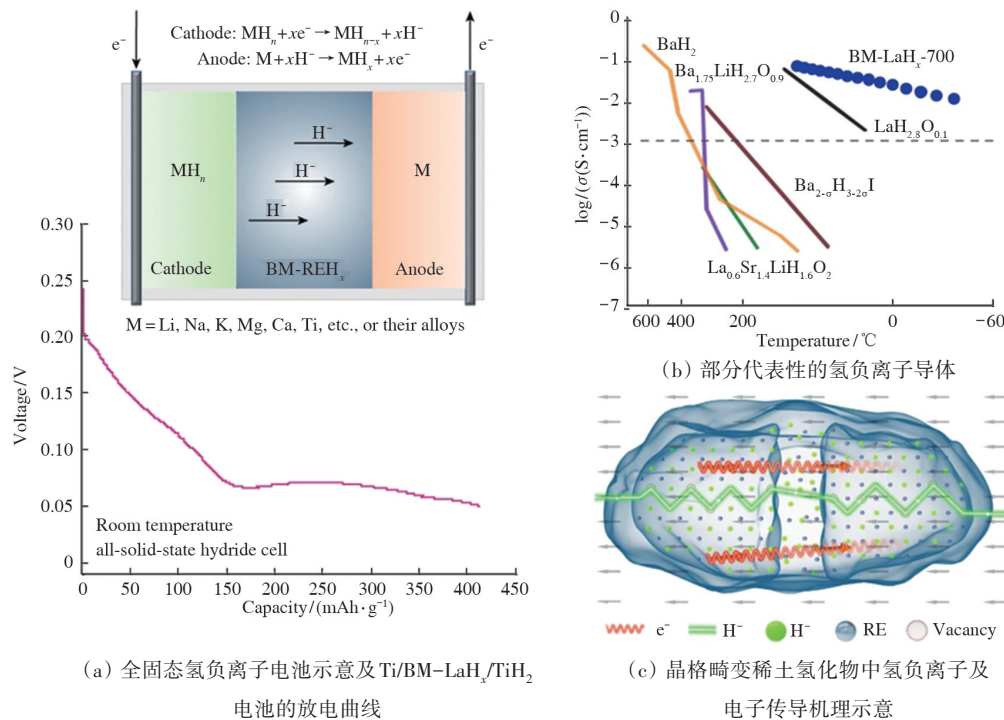 Cathode: MHₙ + xe⁻ → MHₙ₋ₓ + xH⁻
Anode: M + xH⁻ → MHₓ + xe⁻
e⁻
e⁻
H⁻
H⁻
H⁻
MHₙ
M
Cathode
BM-REHₓ
Anode
M = Li, Na, K, Mg, Ca, Ti, etc., or their alloys
0.30
0.25
0.20
0.15
0.10
0.05
0
Voltage/V
Room temperature
all-solid-state hydride cell
0 50 100 150 200 250 300 350 400 450
Capacity/(mAh·g⁻¹)
(a) 全固态氢负离子电池示意及Ti/BM-LaHₓ/TiH₂
电池的放电曲线
0
−1
−2
−3
−4
−5
−6
−7
log/(σ(S·cm⁻¹))
BaH₂
Ba₁.₇₅LiH₂.₇O₀.₉
BM-LaHₓ-700
LaH₂.₈O₀.₁
Ba₂₋σH₃₋₂σI
La₀.₆Sr₁.₄LiH₁.₆O₂
600 400 200 0 −60
Temperature/℃
(b) 部分代表性的氢负离子导体
e⁻ H⁻ H⁻ RE Vacancy
(c) 晶格畸变稀土氢化物中氢负离子及
电子传导机理示意